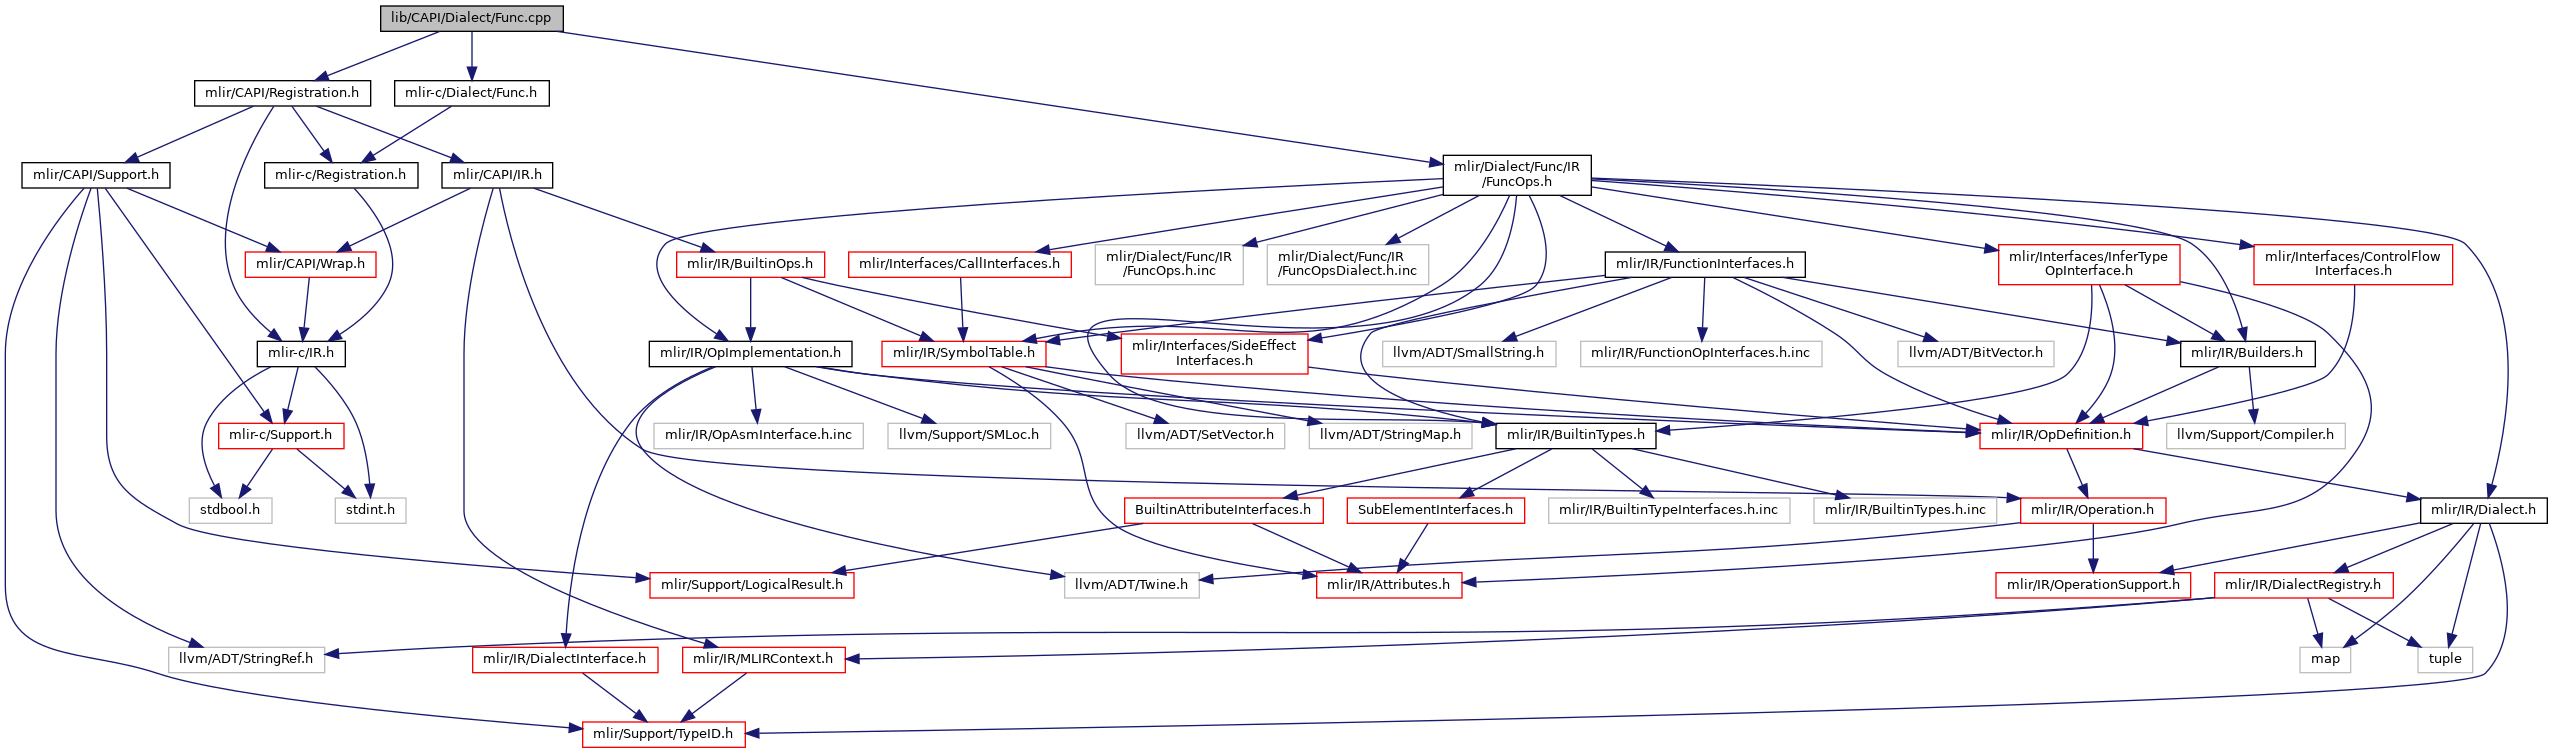 lib/CAPI/Dialect/Func.cpp
mlir/CAPI/Registration.h
mlir-c/Dialect/Func.h
mlir/CAPI/Support.h
mlir-c/Registration.h
mlir/CAPI/IR.h
mlir/Dialect/Func/IR
/FuncOps.h
mlir/CAPI/Wrap.h
mlir/IR/BuiltinOps.h
mlir/Interfaces/CallInterfaces.h
mlir/Dialect/Func/IR
/FuncOps.h.inc
mlir/Dialect/Func/IR
/FuncOpsDialect.h.inc
mlir/IR/FunctionInterfaces.h
mlir/Interfaces/InferType
OpInterface.h
mlir/Interfaces/ControlFlow
Interfaces.h
mlir-c/IR.h
mlir/IR/OpImplementation.h
mlir/IR/SymbolTable.h
mlir/Interfaces/SideEffect
Interfaces.h
llvm/ADT/SmallString.h
mlir/IR/FunctionOpInterfaces.h.inc
llvm/ADT/BitVector.h
mlir/IR/Builders.h
mlir-c/Support.h
mlir/IR/OpAsmInterface.h.inc
llvm/Support/SMLoc.h
llvm/ADT/SetVector.h
llvm/ADT/StringMap.h
mlir/IR/BuiltinTypes.h
mlir/IR/OpDefinition.h
llvm/Support/Compiler.h
stdbool.h
stdint.h
BuiltinAttributeInterfaces.h
SubElementInterfaces.h
mlir/IR/BuiltinTypeInterfaces.h.inc
mlir/IR/BuiltinTypes.h.inc
mlir/IR/Operation.h
mlir/IR/Dialect.h
mlir/Support/LogicalResult.h
llvm/ADT/Twine.h
mlir/IR/Attributes.h
mlir/IR/OperationSupport.h
mlir/IR/DialectRegistry.h
llvm/ADT/StringRef.h
mlir/IR/DialectInterface.h
mlir/IR/MLIRContext.h
map
tuple
mlir/Support/TypeID.h